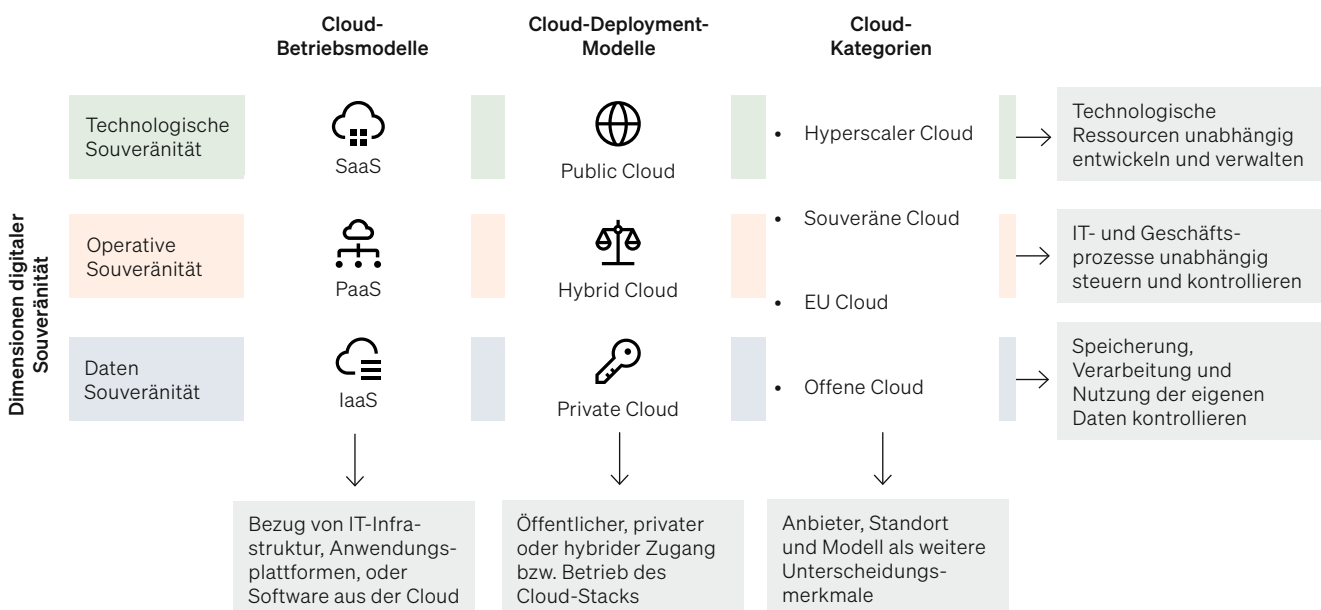 Cloud-
Betriebsmodelle
Cloud-Deployment-
Modelle
Cloud-
Kategorien
Dimensionen digitaler
Souveränität
Technologische
Souveränität
SaaS
Public Cloud
• Hyperscaler Cloud
Technologische
Ressourcen unabhängig
entwickeln und verwalten
Operative
Souveränität
PaaS
Hybrid Cloud
• Souveräne Cloud
IT- und Geschäfts-
prozesse unabhängig
steuern und kontrollieren
• EU Cloud
Daten
Souveränität
IaaS
Private Cloud
• Offene Cloud
Speicherung,
Verarbeitung und
Nutzung der eigenen
Daten kontrollieren
Bezug von IT-Infra-
struktur, Anwendungs-
plattformen, oder
Software aus der Cloud
Öffentlicher, privater
oder hybrider Zugang
bzw. Betrieb des
Cloud-Stacks
Anbieter, Standort
und Modell als weitere
Unterscheidungs-
merkmale